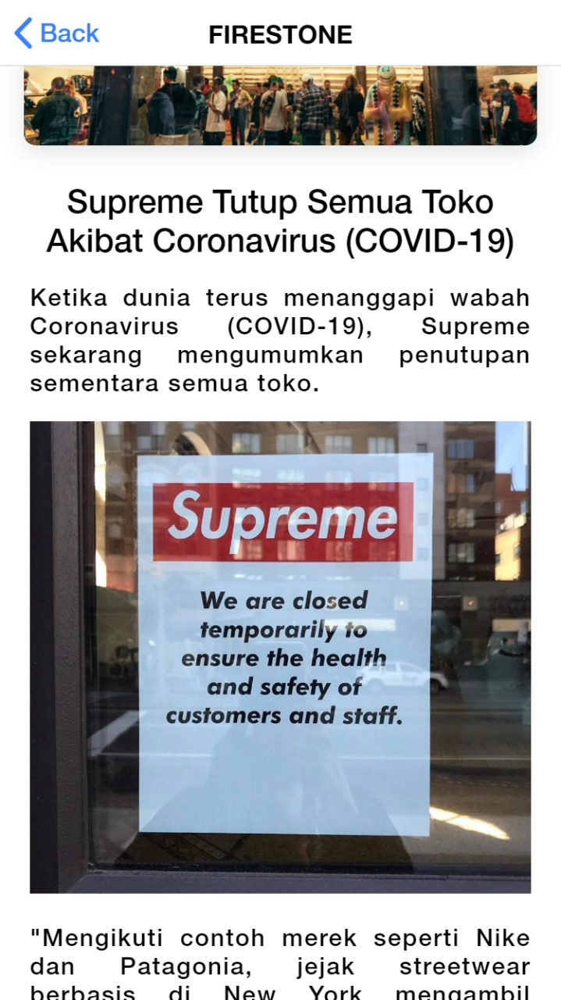 Back
FIRESTONE
Supreme Tutup Semua Toko
Akibat Coronavirus (COVID-19)
Ketika dunia terus menanggapi wabah
Coronavirus (COVID-19), Supreme
sekarang mengumumkan penutupan
sementara semua toko.
Supreme
We are closed
temporarily to
ensure the health
and safety of
customers and staff.
"Mengikuti contoh merek seperti Nike
dan Patagonia, jejak streetwear
berbasis di New York mengambil